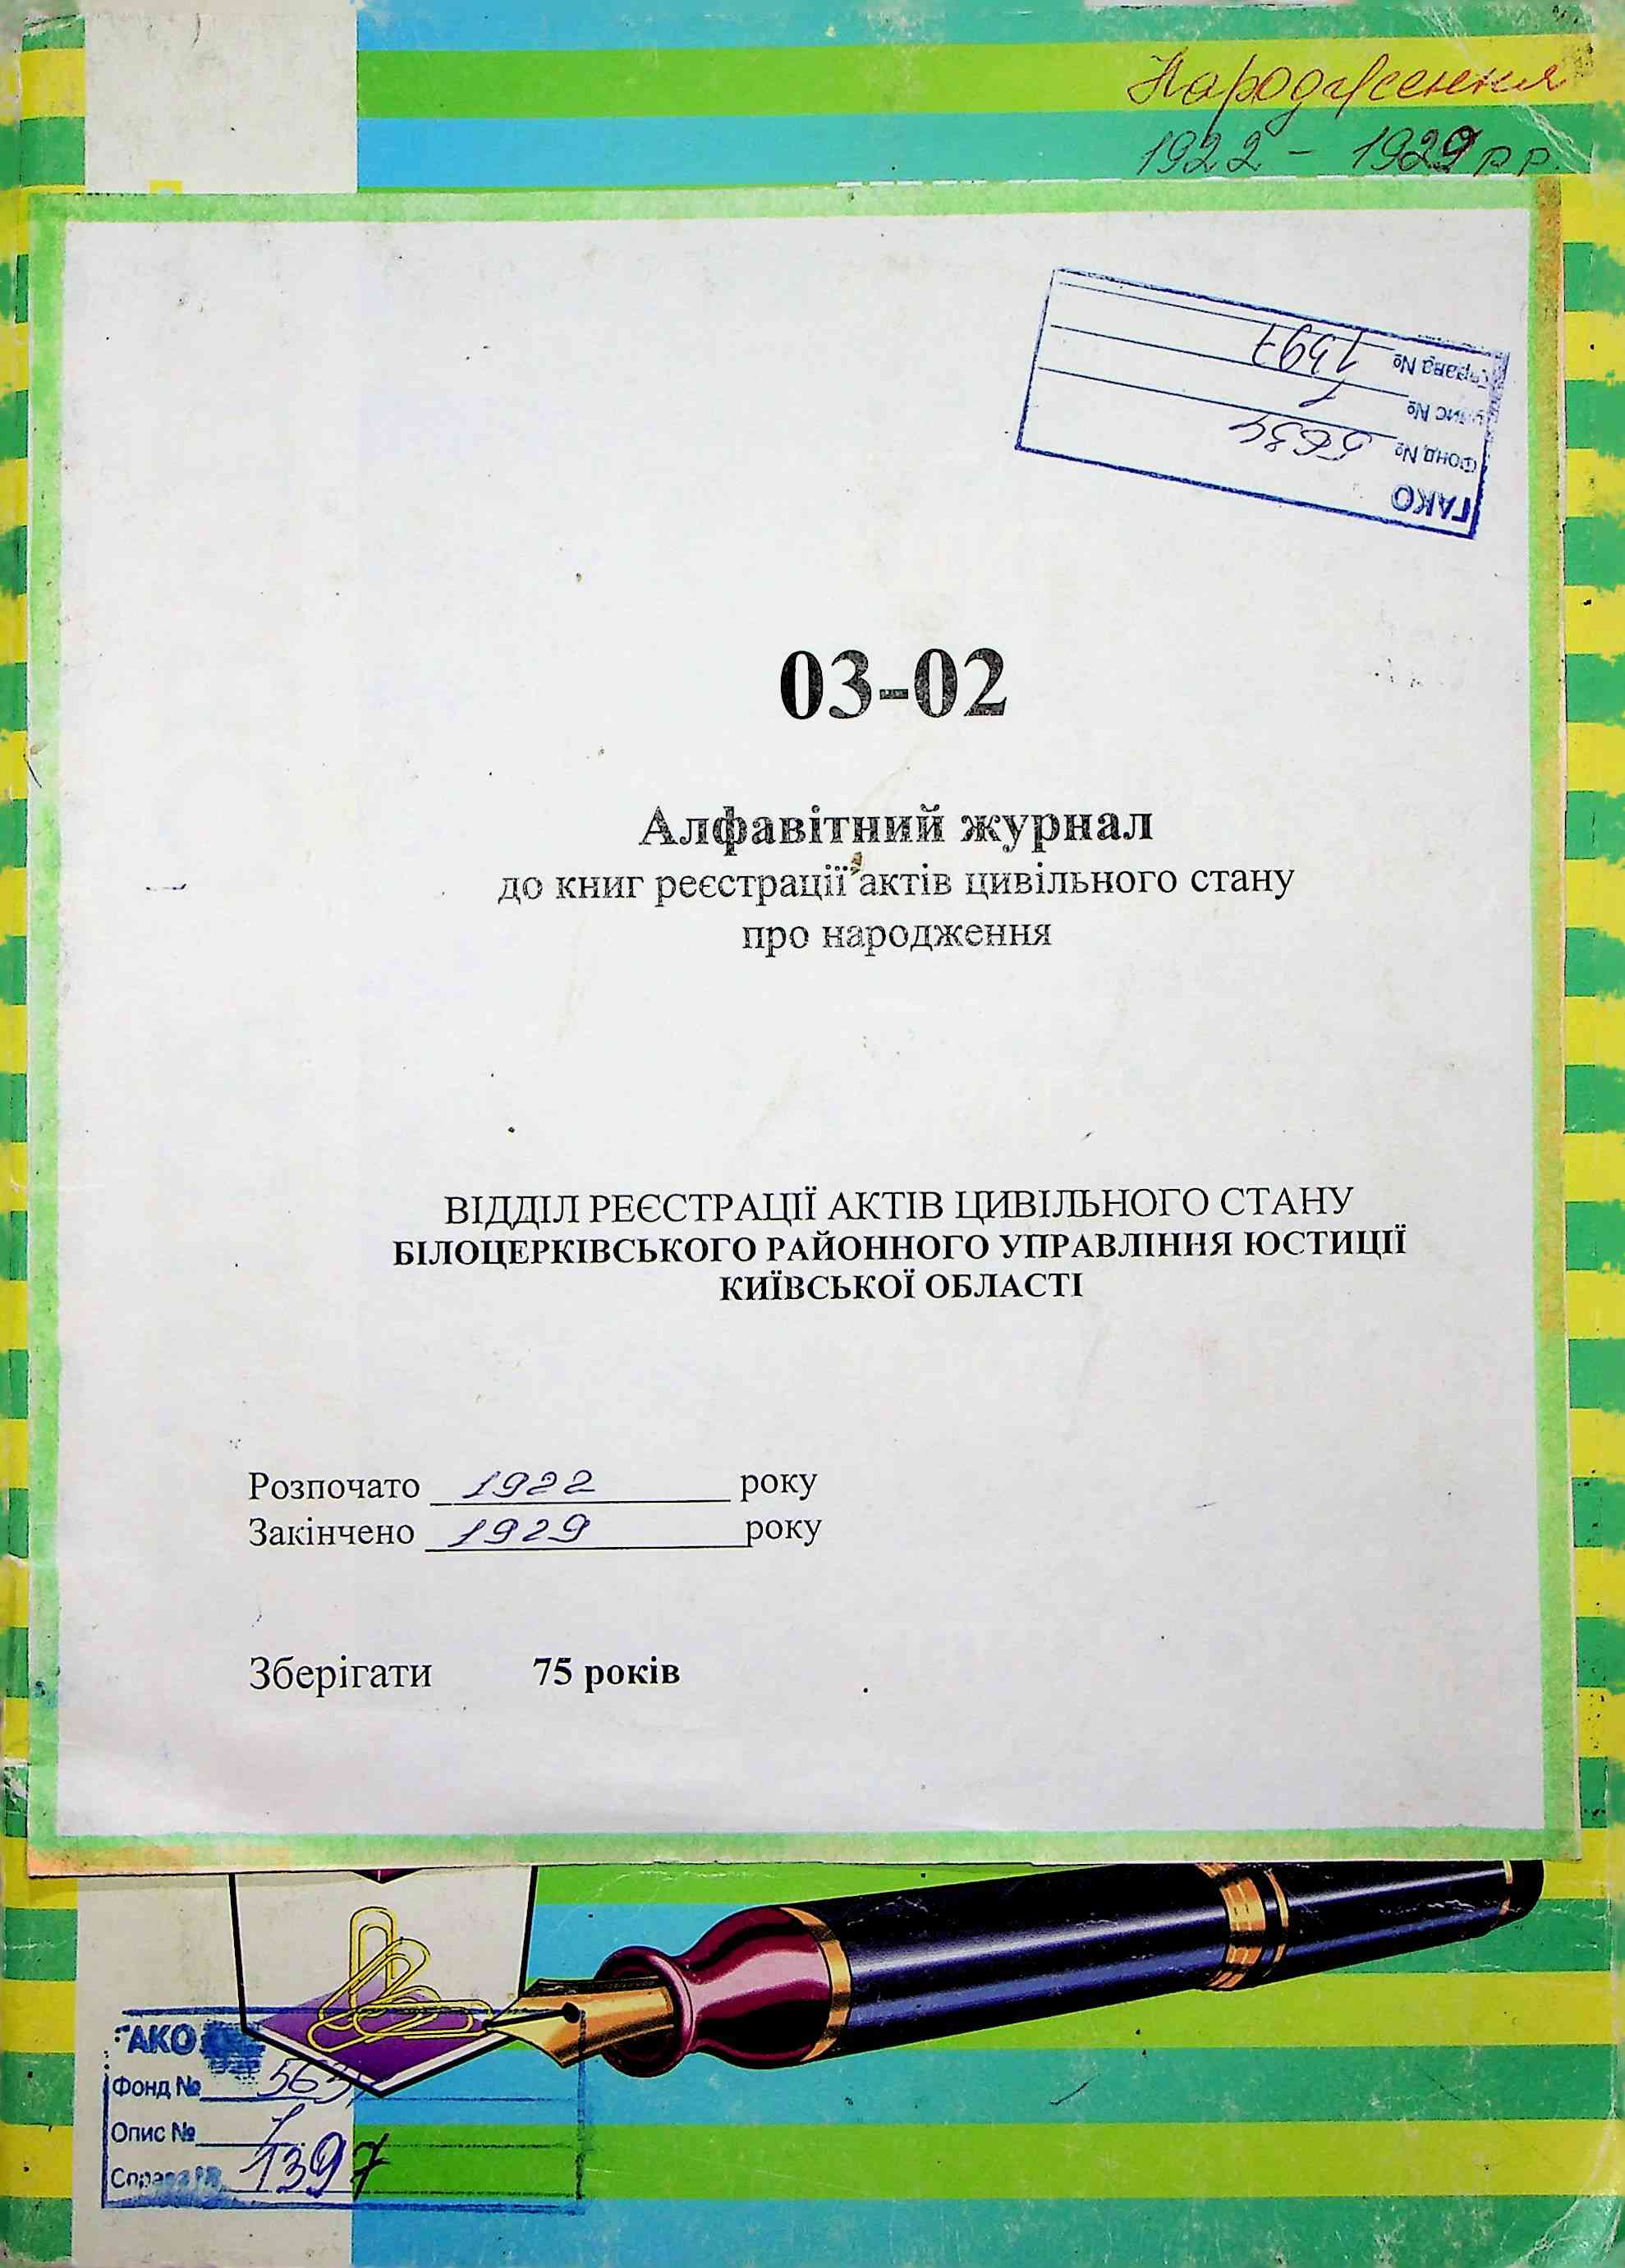 Народження
1922 - 1929 рр.
ГАКО
Фонд № 5634
Опис № 1
Справа № 1397
03-02
Алфавітний журнал
до книг реєстрації актів цивільного стану
про народження
ВІДДІЛ РЕЄСТРАЦІЇ АКТІВ ЦИВІЛЬНОГО СТАНУ
БІЛОЦЕРКІВСЬКОГО РАЙОННОГО УПРАВЛІННЯ ЮСТИЦІЇ
КИЇВСЬКОЇ ОБЛАСТІ
Розпочато 1922 року
Закінчено 1929 року
Зберігати 75 років
ГАКО
Фонд № 5634
Опис № 1
Справа № 1397